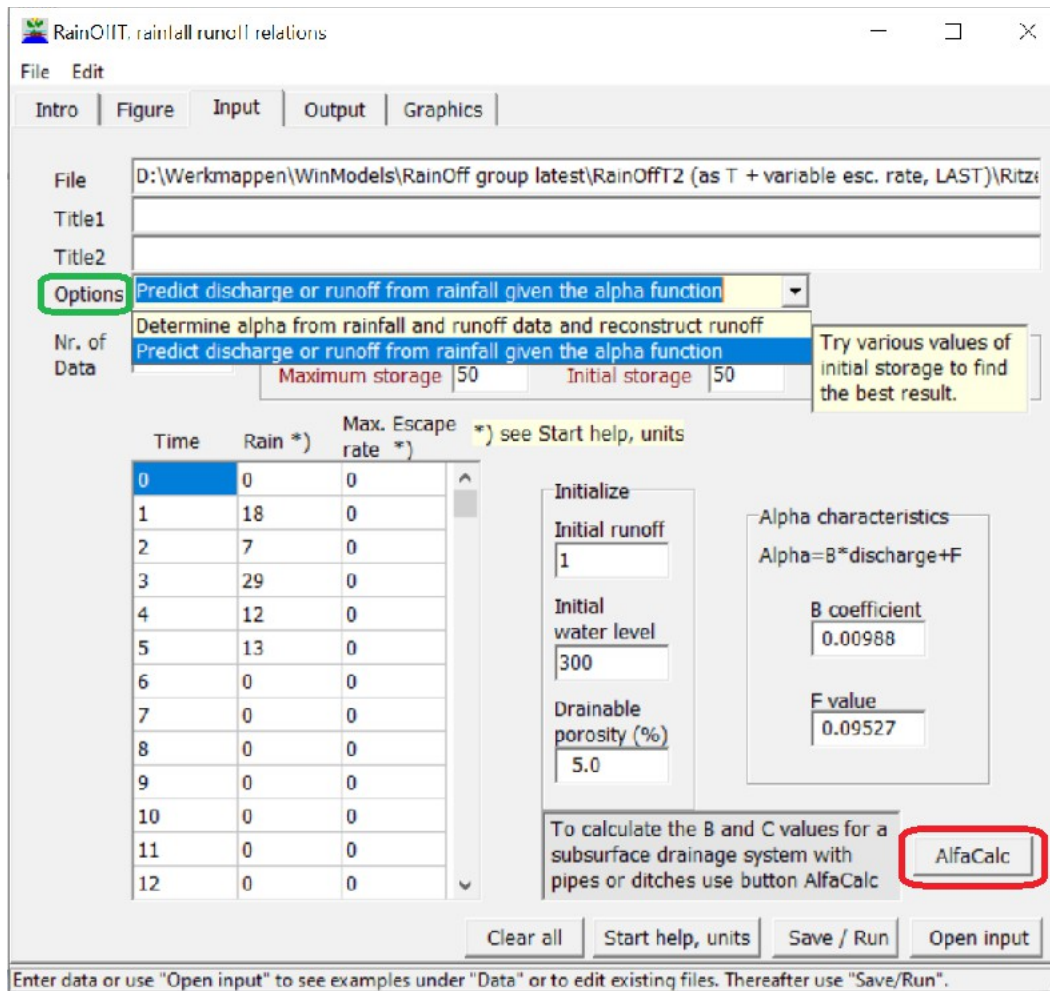 RainOffT, rainfall runoff relations
File Edit
Intro Figure Input Output Graphics
File D:\Werkmappen\WinModels\RainOff group latest\RainOffT2 (as T + variable esc. rate, LAST)\Ritze
Title1
Title2
Options Predict discharge or runoff from rainfall given the alpha function
Determine alpha from rainfall and runoff data and reconstruct runoff
Predict discharge or runoff from rainfall given the alpha function
Nr. of
Data
Maximum storage 50 Initial storage 50
Try various values of
initial storage to find
the best result.
Time Rain *) Max. Escape
rate *)
*) see Start help, units
0 0 0
1 18 0
2 7 0
3 29 0
4 12 0
5 13 0
6 0 0
7 0 0
8 0 0
9 0 0
10 0 0
11 0 0
12 0 0
Initialize
Initial runoff
1
Initial
water level
300
Drainable
porosity (%)
5.0
Alpha characteristics
Alpha=B*discharge+F
B coefficient
0.00988
F value
0.09527
To calculate the B and C values for a
subsurface drainage system with
pipes or ditches use button AlfaCalc
AlfaCalc
Clear all Start help, units Save / Run Open input
Enter data or use "Open input" to see examples under "Data" or to edit existing files. Thereafter use "Save/Run".